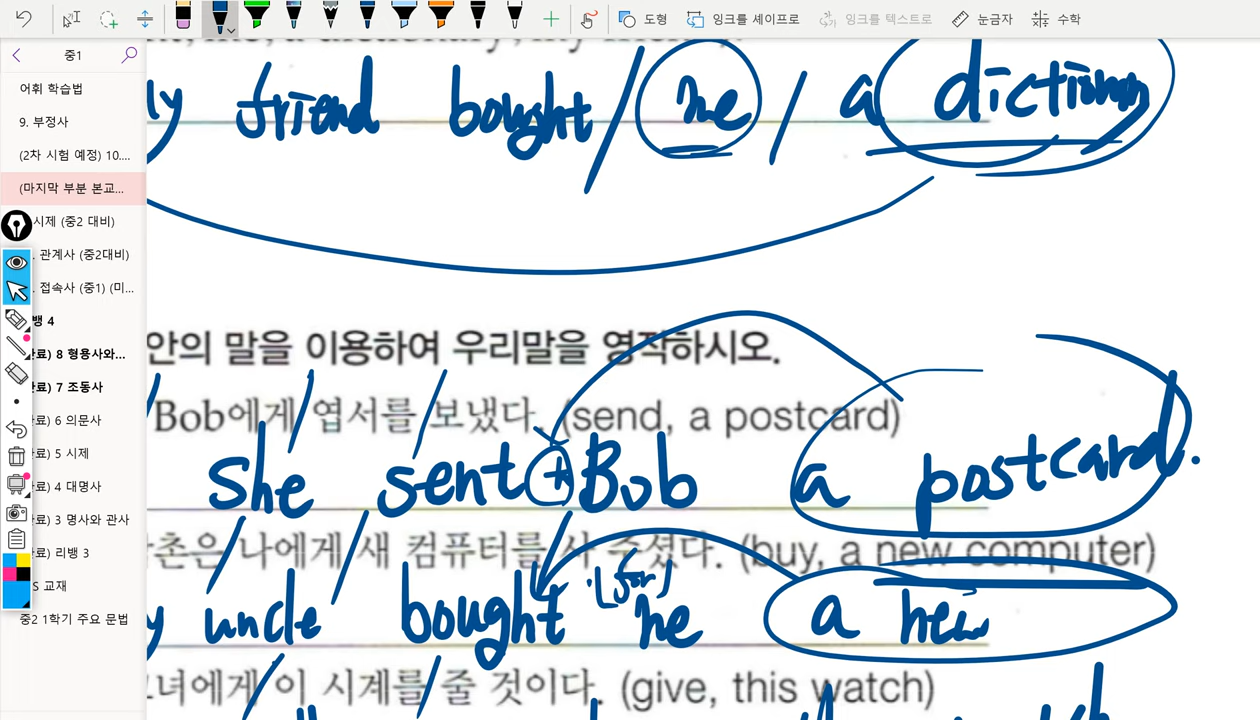 도형
잉크를 셰이프로
잉크를 텍스트로
눈금자
수학
중1
어휘 학습법
9. 부정사
(2차 시험 예정) 10....
(마지막 부분 본교...
시제 (중2 대비)
. 관계사 (중2대비)
. 접속사 (중1) (미...
뱅 4
료) 8 형용사와...
료) 7 조동사
료) 6 의문사
료) 5 시제
료) 4 대명사
료) 3 명사와 관사
료) 리뱅 3
S 교재
중2 1학기 주요 문법
friend bought / me / a
안의 말을 이용하여 우리말을 영작하시오.
Bob에게 엽서를 보냈다. (send, a postcard)
She sent + Bob a postcard.
촌은 나에게 새 컴퓨터를 사 주셨다. (buy, a new computer)
uncle bought (for) me a new
녀에게 이 시계를 줄 것이다. (give, this watch)